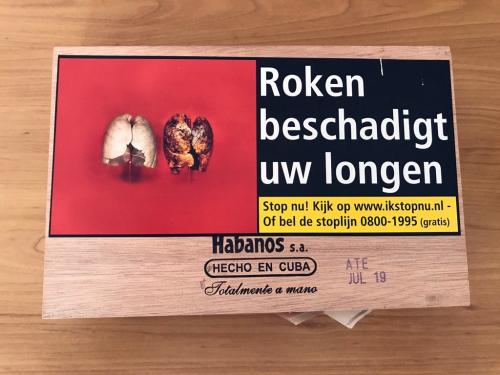 Roken
beschadigt
uw longen
Stop nu! Kijk op www.ikstopnu.nl -
Of bel de stoplijn 0800-1995 (gratis)
Habanos s.a.
HECHO EN CUBA
Totalmente a mano
ATE
JUL 19